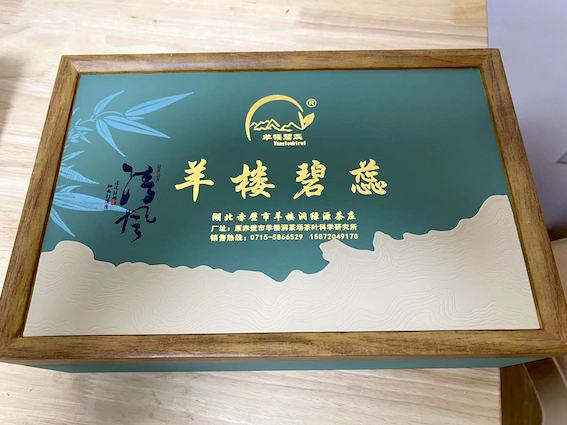 ®
羊楼碧蕊
Yangloubirui
清风
羊楼碧蕊
湖北赤壁市羊楼洞绿源茶庄
厂址：原赤壁市羊楼洞茶场茶叶科学研究所
销售热线：0715-5866529 15872049170